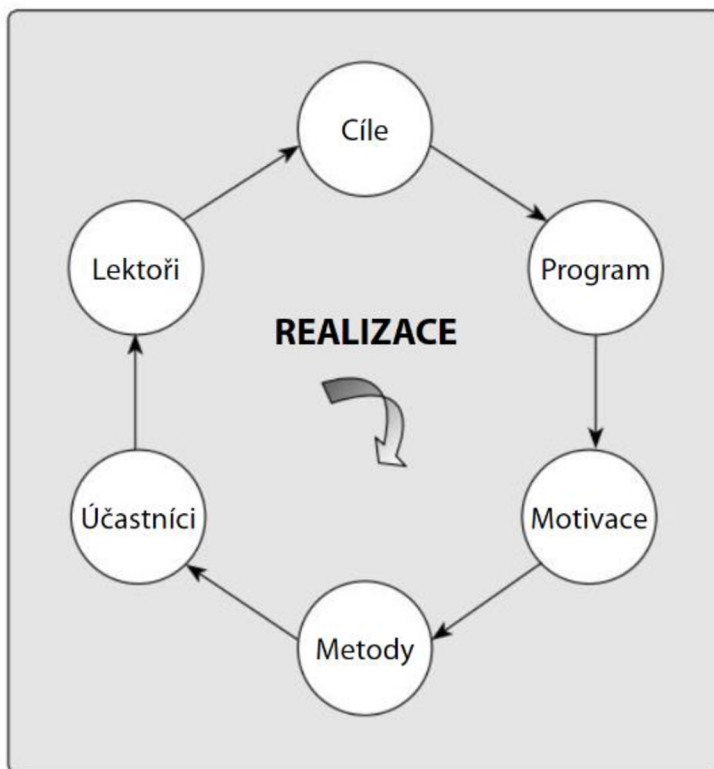 Cíle
Program
Motivace
Metody
Účastníci
Lektoři
REALIZACE